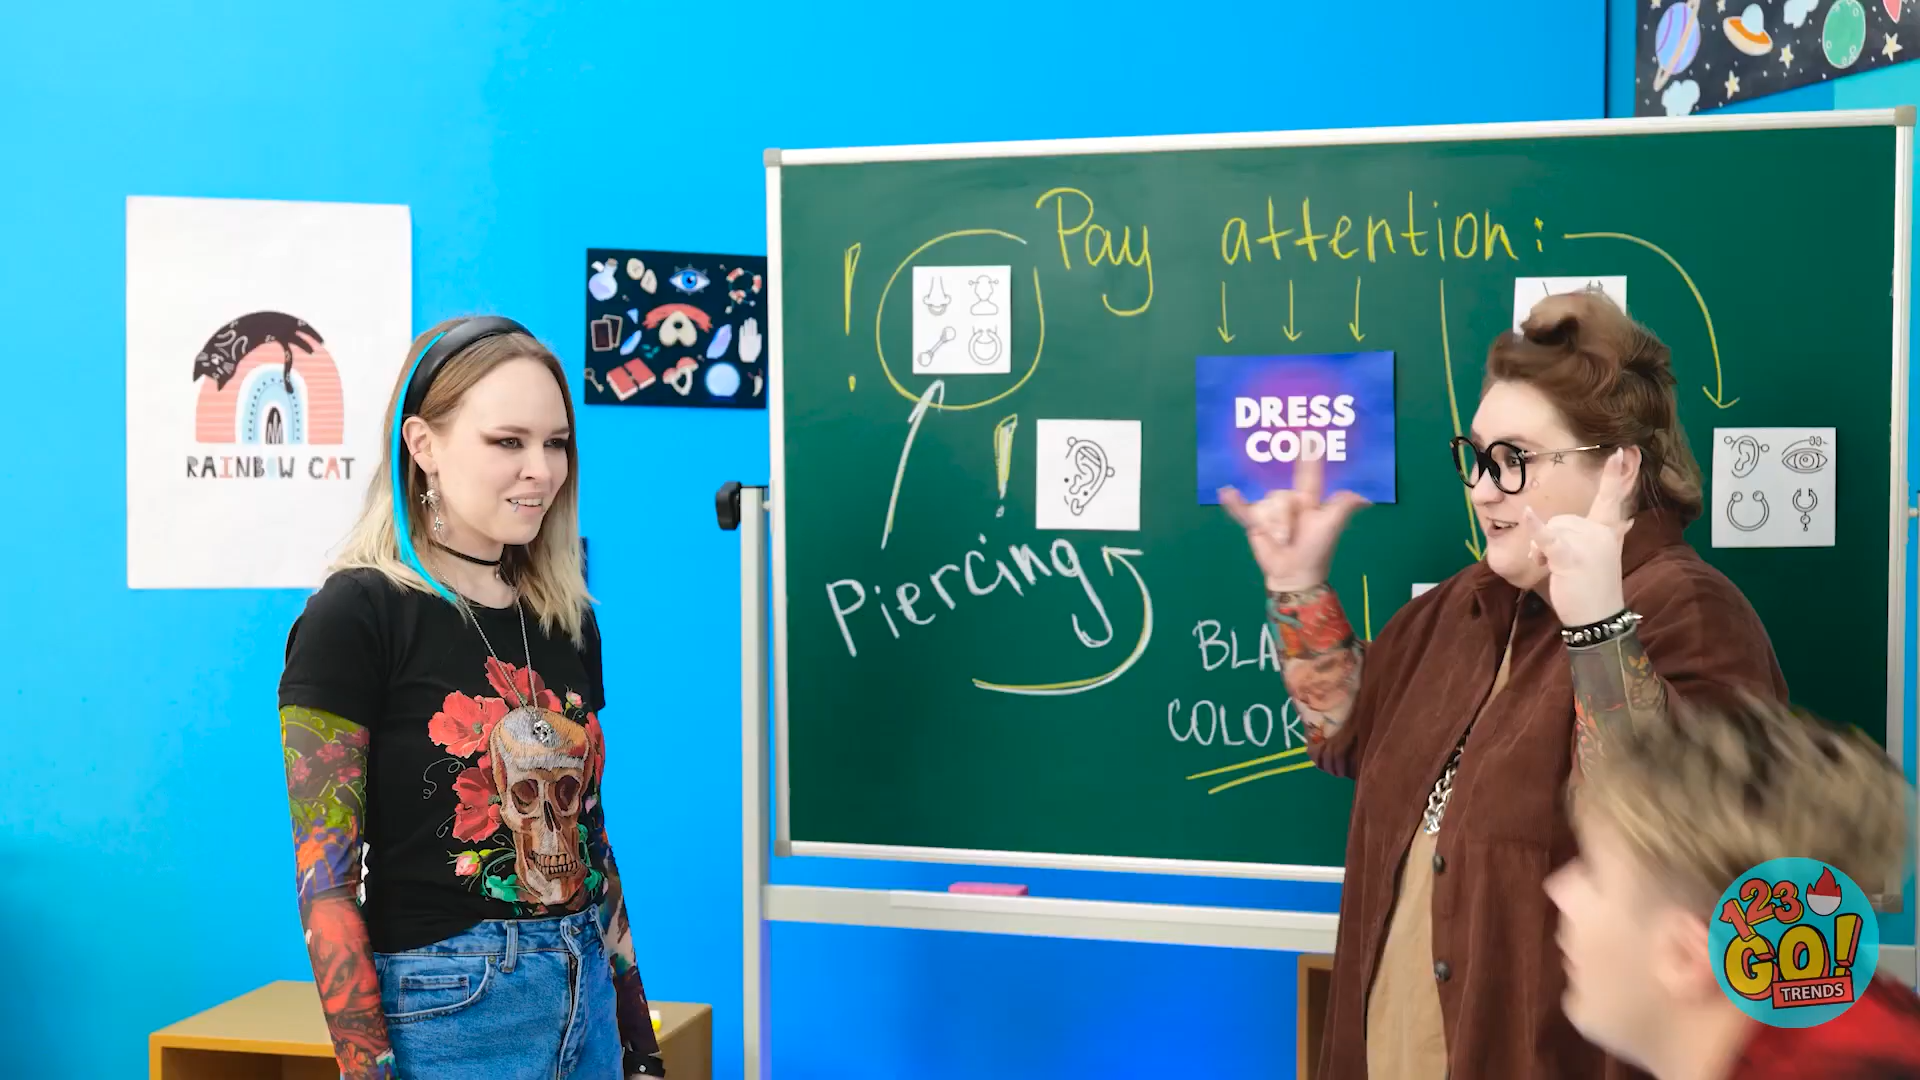 Pay attention:
DRESS
CODE
RAINBOW CAT
Piercing
BLA
COLOR
123
GO!
TRENDS